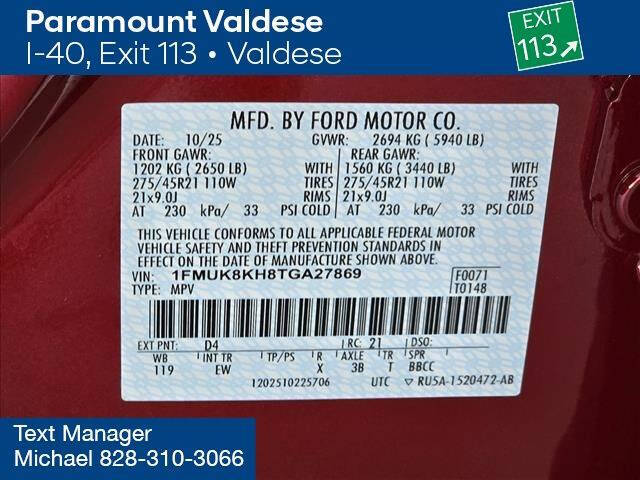 Paramount Valdese
I-40, Exit 113 • Valdese
EXIT
113
MFD. BY FORD MOTOR CO.
DATE: 10/25 GVWR: 2694 KG ( 5940 LB)
FRONT GAWR: REAR GAWR:
1202 KG ( 2650 LB) WITH 1560 KG ( 3440 LB) WITH
275/45R21 110W TIRES 275/45R21 110W TIRES
21x9.0J RIMS 21x9.0J RIMS
AT 230 kPa/ 33 PSI COLD AT 230 kPa/ 33 PSI COLD
THIS VEHICLE CONFORMS TO ALL APPLICABLE FEDERAL MOTOR
VEHICLE SAFETY AND THEFT PREVENTION STANDARDS IN
EFFECT ON THE DATE OF MANUFACTURE SHOWN ABOVE.
VIN: 1FMUK8KH8TGA27869 F0071
TYPE: MPV T0148
EXT PNT: D4 RC: 21 DSO:
WB INT TR TP/PS R AXLE TR SPR
119 EW X 3B T BBCC
1202510225706 UTC ▽ RU5A-1520472-AB
Text Manager
Michael 828-310-3066